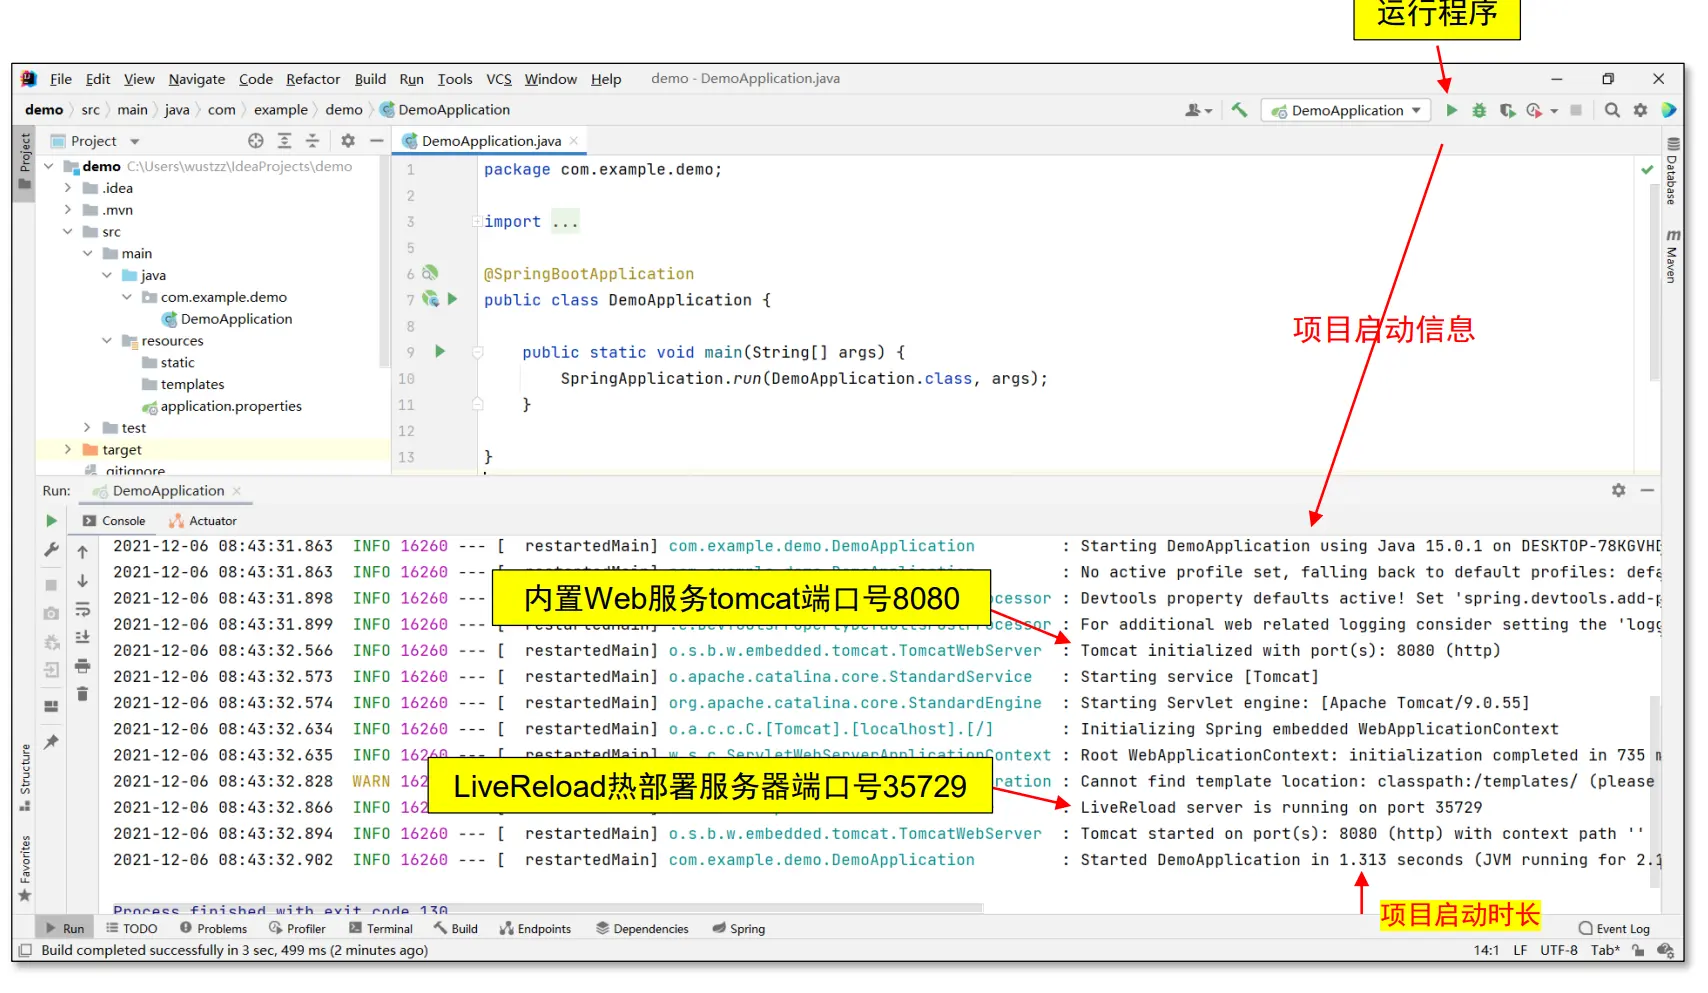 运行程序
File Edit View Navigate Code Refactor Build Run Tools VCS Window Help demo - DemoApplication.java
demo src main java com example demo DemoApplication DemoApplication
Project
Project
DemoApplication.java
demo C:\Users\wustzz\IdeaProjects\demo
.idea
.mvn
src
main
java
com.example.demo
DemoApplication
resources
static
templates
application.properties
test
target
.gitignore
1 package com.example.demo;
2
3 import ...
5
6 @SpringBootApplication
7 public class DemoApplication {
8
9 public static void main(String[] args) {
10 SpringApplication.run(DemoApplication.class, args);
11 }
12
13 }
Database
Maven
项目启动信息
Run: DemoApplication
Console Actuator
2021-12-06 08:43:31.863 INFO 16260 --- [ restartedMain] com.example.demo.DemoApplication : Starting DemoApplication using Java 15.0.1 on DESKTOP-78KGVH
2021-12-06 08:43:31.863 INFO 16260 --- [ : No active profile set, falling back to default profiles: defa
内置Web服务tomcat端口号8080
2021-12-06 08:43:31.898 INFO 16260 --- [ ocessor : Devtools property defaults active! Set 'spring.devtools.add-p
2021-12-06 08:43:31.899 INFO 16260 --- [ : For additional web related logging consider setting the 'logg
2021-12-06 08:43:32.566 INFO 16260 --- [ restartedMain] o.s.b.w.embedded.tomcat.TomcatWebServer : Tomcat initialized with port(s): 8080 (http)
2021-12-06 08:43:32.573 INFO 16260 --- [ restartedMain] o.apache.catalina.core.StandardService : Starting service [Tomcat]
2021-12-06 08:43:32.574 INFO 16260 --- [ restartedMain] org.apache.catalina.core.StandardEngine : Starting Servlet engine: [Apache Tomcat/9.0.55]
2021-12-06 08:43:32.634 INFO 16260 --- [ restartedMain] o.a.c.c.C.[Tomcat].[localhost].[/] : Initializing Spring embedded WebApplicationContext
2021-12-06 08:43:32.635 INFO 16260 --- [ restartedMain] w.s.c.ServletWebServerApplicationContext : Root WebApplicationContext: initialization completed in 735 m
2021-12-06 08:43:32.828 WARN 162 ration : Cannot find template location: classpath:/templates/ (please
LiveReload热部署服务器端口号35729
2021-12-06 08:43:32.866 INFO 162 : LiveReload server is running on port 35729
2021-12-06 08:43:32.894 INFO 16260 --- [ restartedMain] o.s.b.w.embedded.tomcat.TomcatWebServer : Tomcat started on port(s): 8080 (http) with context path ''
2021-12-06 08:43:32.902 INFO 16260 --- [ restartedMain] com.example.demo.DemoApplication : Started DemoApplication in 1.313 seconds (JVM running for 2.1
Process finished with exit code 130
项目启动时长
Structure
Favorites
Run TODO Problems Profiler Terminal Build Endpoints Dependencies Spring Event Log
Build completed successfully in 3 sec, 499 ms (2 minutes ago) 14:1 LF UTF-8 Tab*